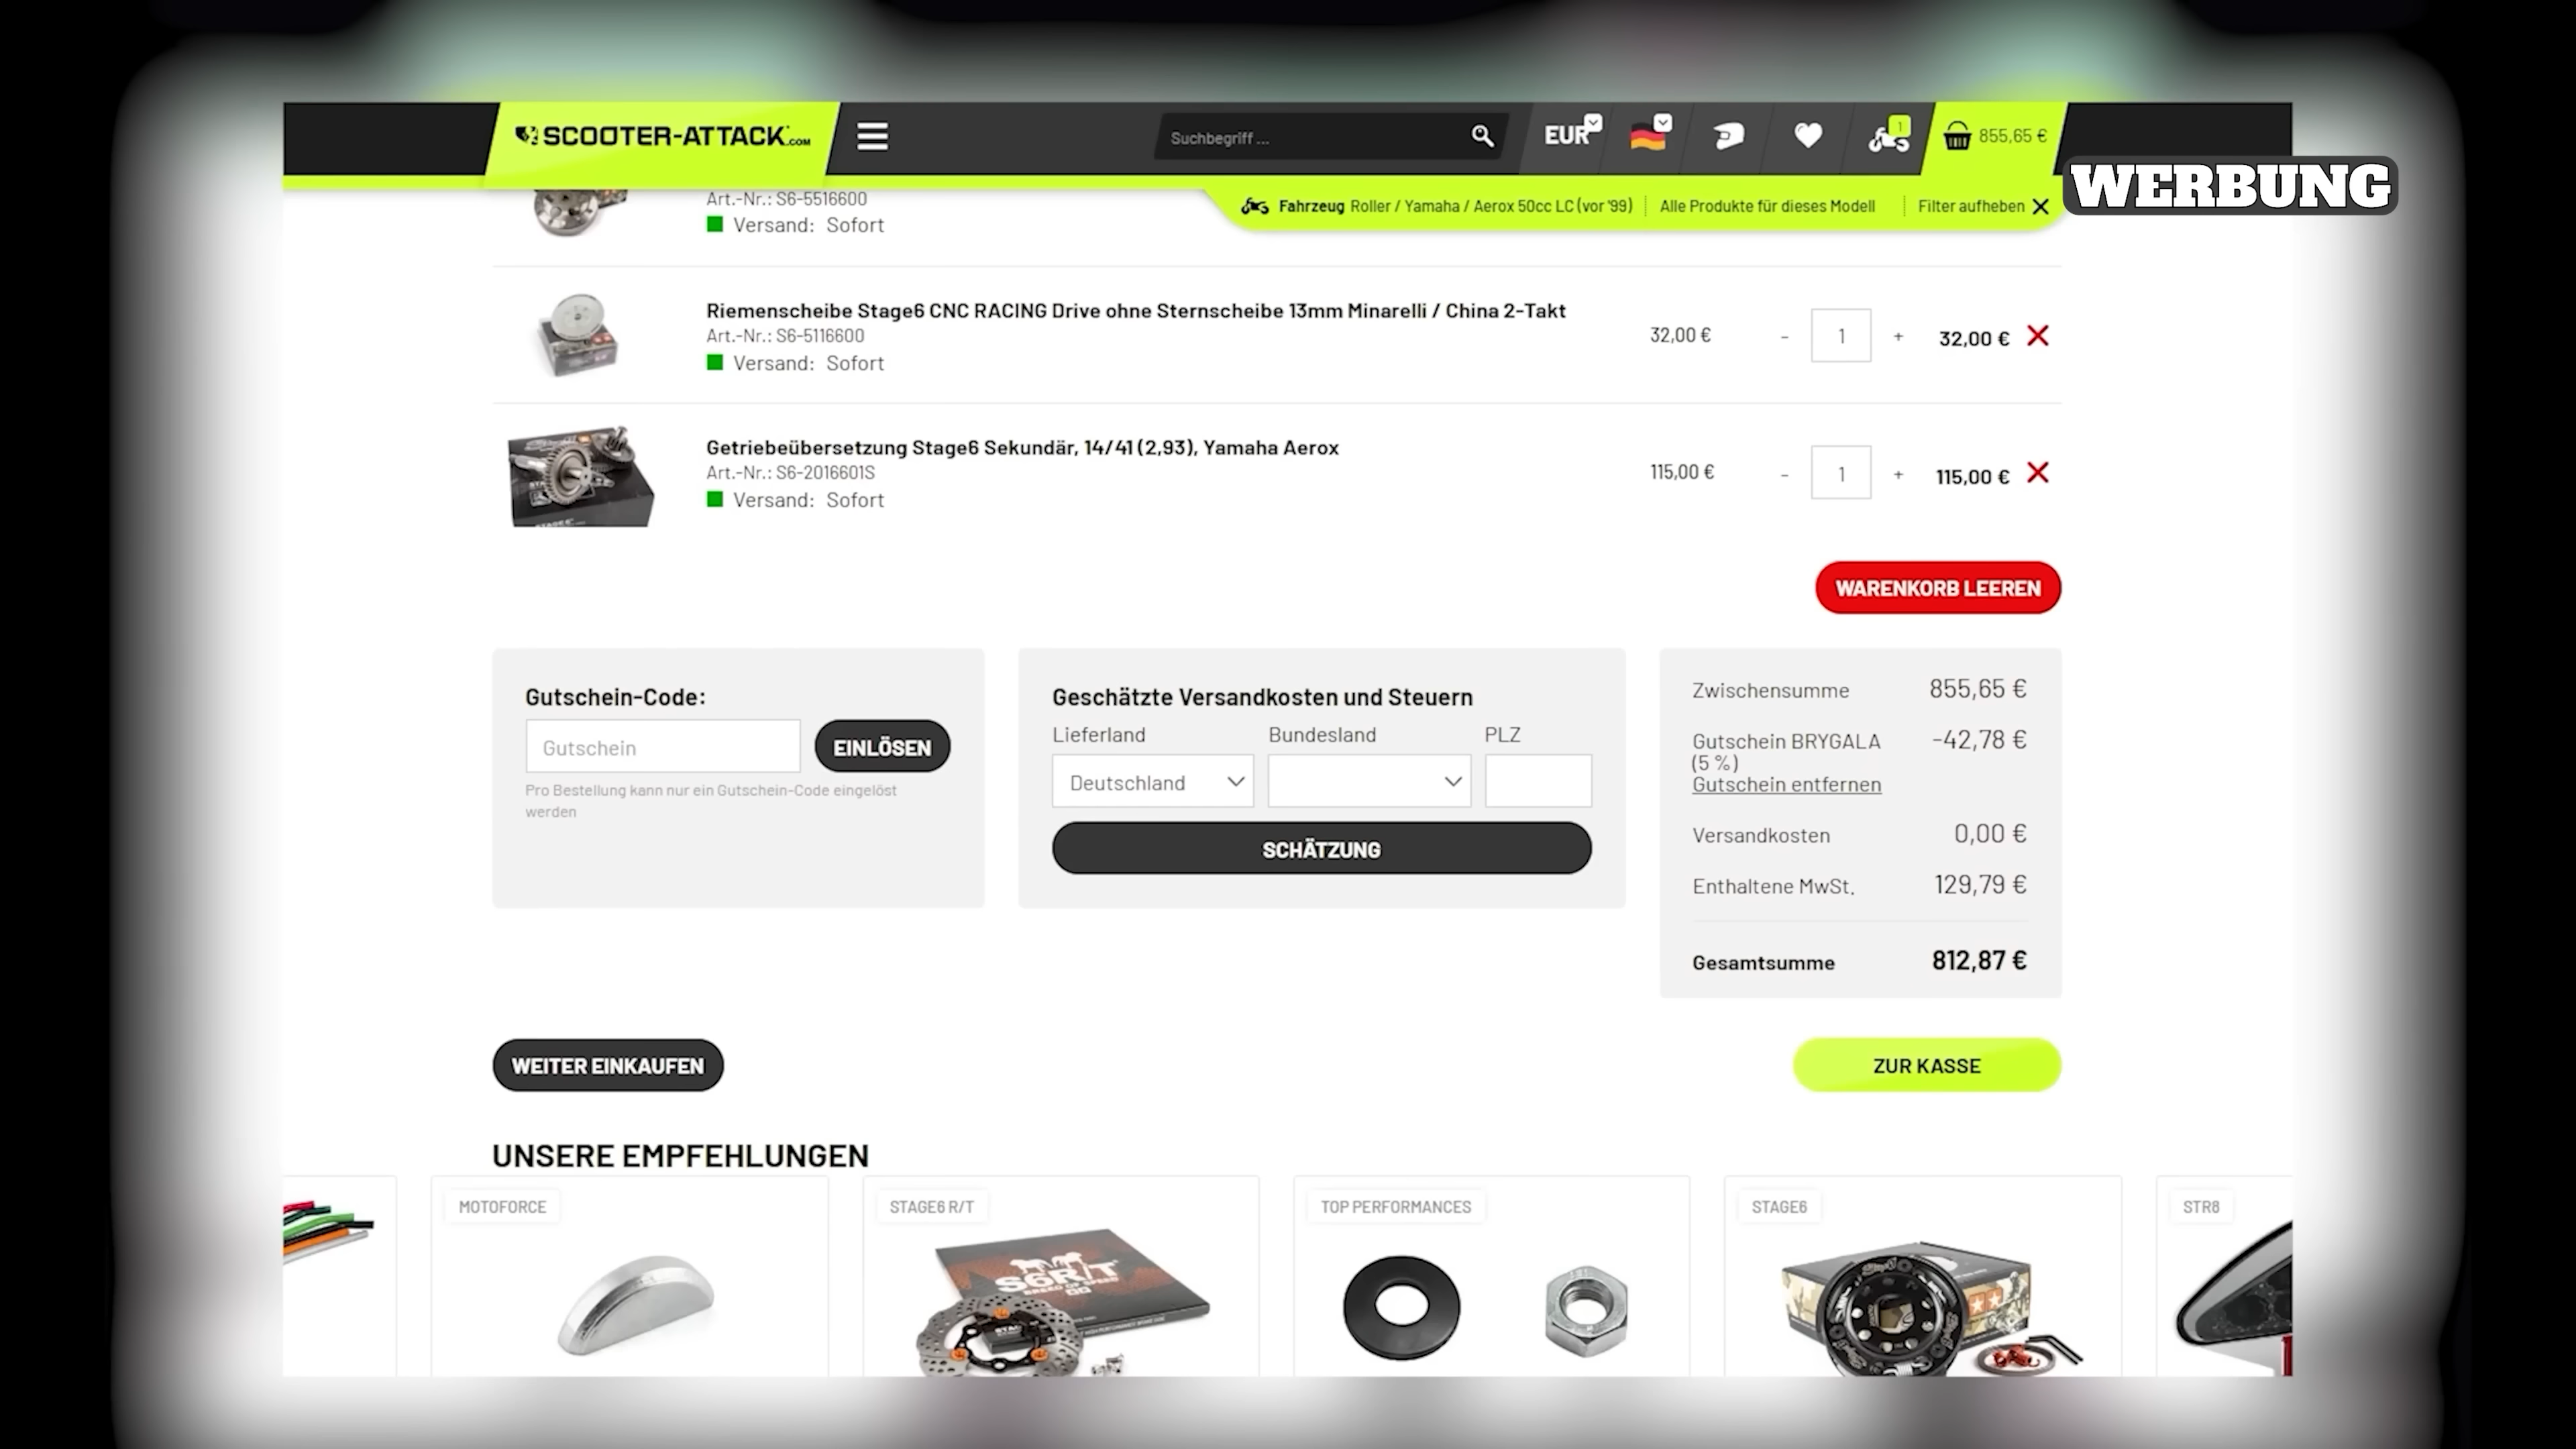 SCOOTER-ATTACK.COM
Suchbegriff ...
EUR
1
855,65 €
WERBUNG
Fahrzeug Roller / Yamaha / Aerox 50cc LC (vor '99)
Alle Produkte für dieses Modell
Filter aufheben
Art.-Nr.: S6-5516600
Versand: Sofort
Riemenscheibe Stage6 CNC RACING Drive ohne Sternscheibe 13mm Minarelli / China 2-Takt
Art.-Nr.: S6-5116600
Versand: Sofort
32,00 €
- 1 +
32,00 €
Getriebeübersetzung Stage6 Sekundär, 14/41 (2,93), Yamaha Aerox
Art.-Nr.: S6-2016601S
Versand: Sofort
115,00 €
- 1 +
115,00 €
WARENKORB LEEREN
Gutschein-Code:
Gutschein
EINLÖSEN
Pro Bestellung kann nur ein Gutschein-Code eingelöst
werden
Geschätzte Versandkosten und Steuern
Lieferland
Bundesland
PLZ
Deutschland
SCHÄTZUNG
Zwischensumme 855,65 €
Gutschein BRYGALA -42,78 €
(5 %)
Gutschein entfernen
Versandkosten 0,00 €
Enthaltene MwSt. 129,79 €
Gesamtsumme 812,87 €
WEITER EINKAUFEN
ZUR KASSE
UNSERE EMPFEHLUNGEN
MOTOFORCE
STAGE6 R/T
TOP PERFORMANCES
STAGE6
STR8
S6R/T